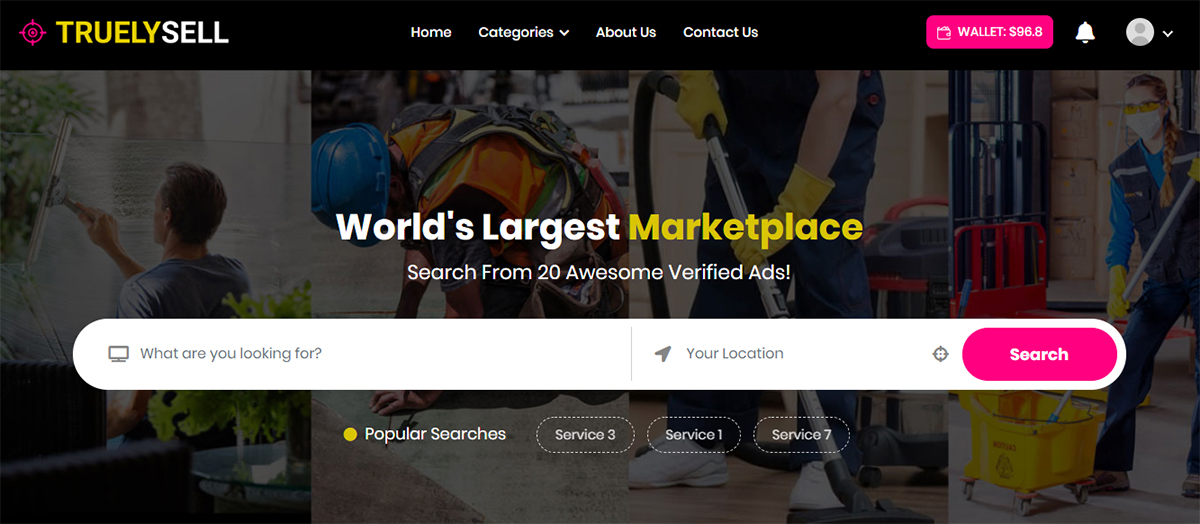 TRUELYSELL
Home
Categories
About Us
Contact Us
WALLET: $96.8
World's Largest Marketplace
Search From 20 Awesome Verified Ads!
What are you looking for?
Your Location
Search
Popular Searches
Service 3
Service 1
Service 7